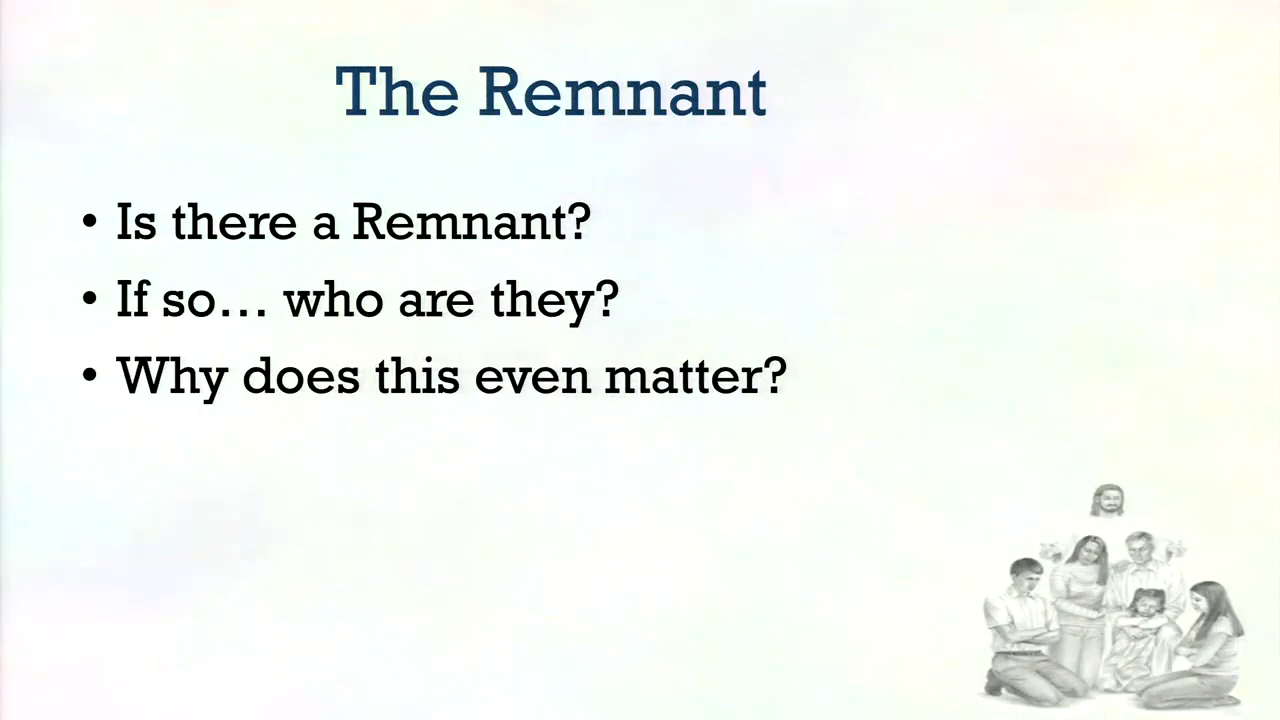 The Remnant
• Is there a Remnant?
• If so… who are they?
• Why does this even matter?